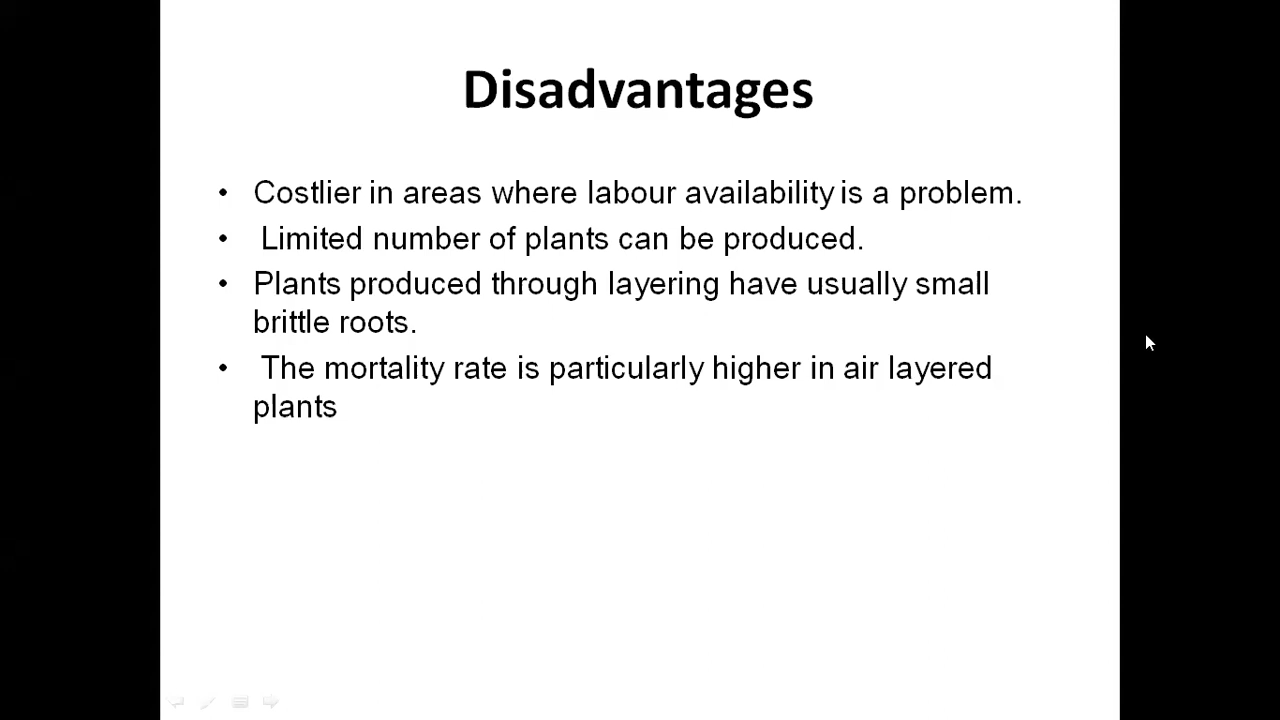 Disadvantages
• Costlier in areas where labour availability is a problem.
• Limited number of plants can be produced.
• Plants produced through layering have usually small
brittle roots.
• The mortality rate is particularly higher in air layered
plants